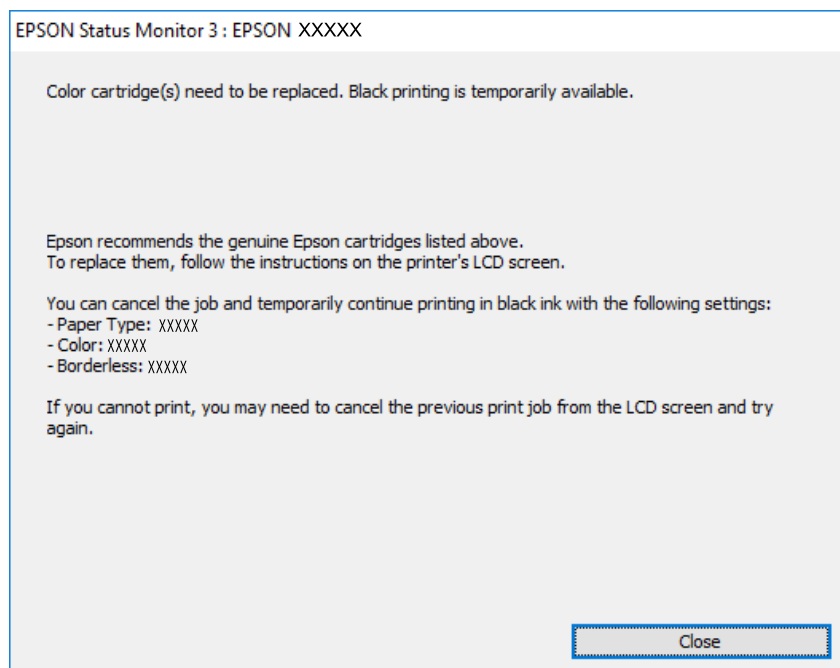 EPSON Status Monitor 3 : EPSON XXXXX
Color cartridge(s) need to be replaced. Black printing is temporarily available.
Epson recommends the genuine Epson cartridges listed above.
To replace them, follow the instructions on the printer's LCD screen.
You can cancel the job and temporarily continue printing in black ink with the following settings:
- Paper Type: XXXXX
- Color: XXXXX
- Borderless: XXXXX
If you cannot print, you may need to cancel the previous print job from the LCD screen and try
again.
Close